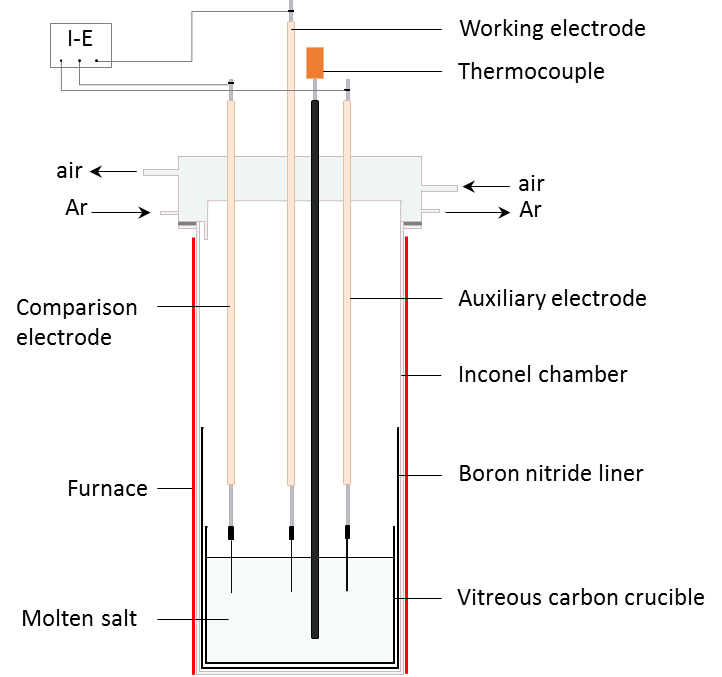 I-E
Working electrode
Thermocouple
air
air
Ar
Ar
Comparison
electrode
Auxiliary electrode
Inconel chamber
Boron nitride liner
Furnace
Vitreous carbon crucible
Molten salt